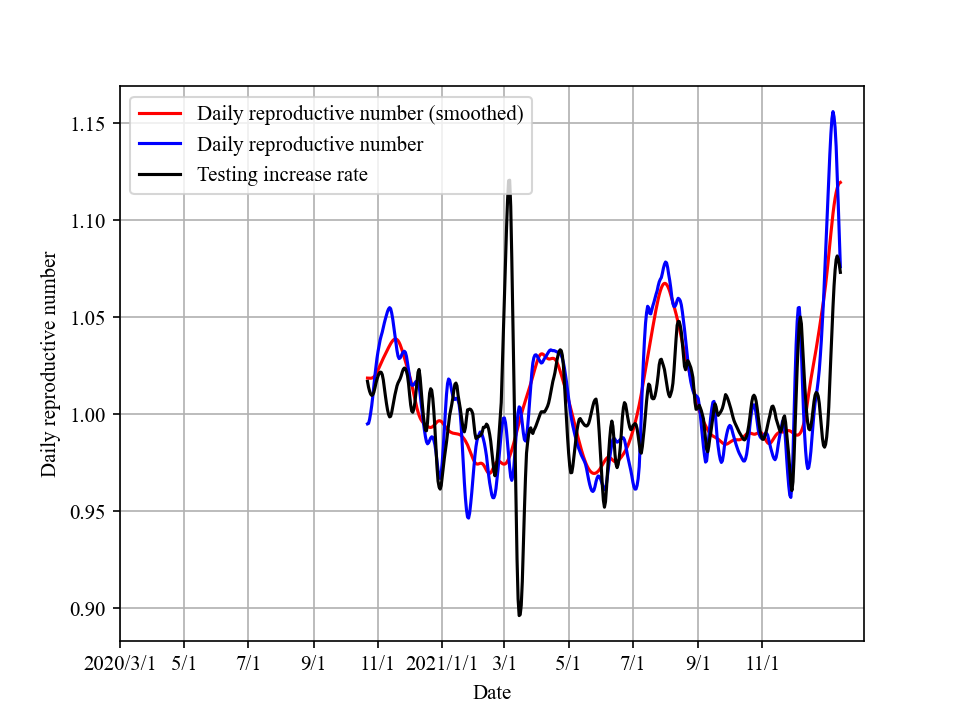 Daily reproductive number (smoothed)
Daily reproductive number
Testing increase rate
Daily reproductive number
1.15
1.10
1.05
1.00
0.95
0.90
2020/3/1 5/1 7/1 9/1 11/1 2021/1/1 3/1 5/1 7/1 9/1 11/1
Date